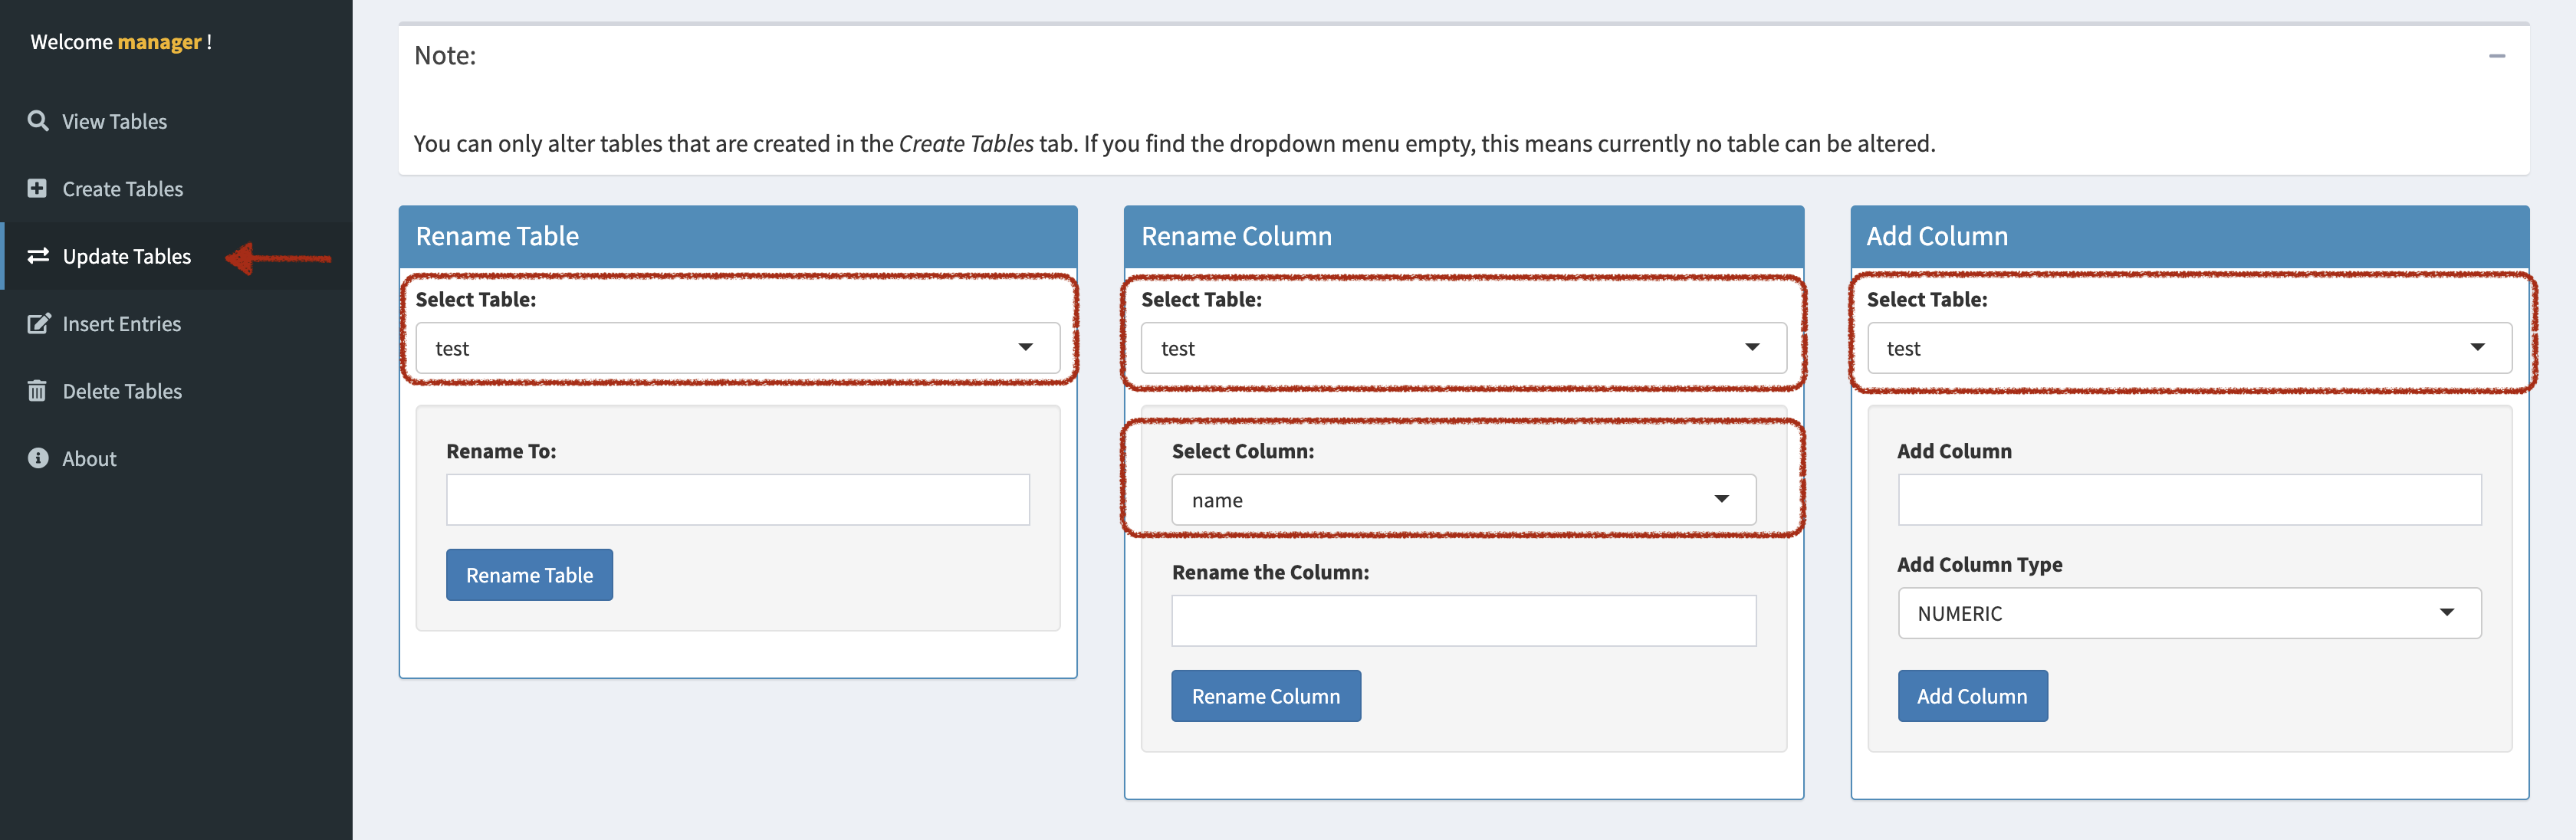 Welcome manager !
View Tables
Create Tables
Update Tables
Insert Entries
Delete Tables
About
Note:
You can only alter tables that are created in the Create Tables tab. If you find the dropdown menu empty, this means currently no table can be altered.
Rename Table
Select Table:
test
Rename To:
Rename Table
Rename Column
Select Table:
test
Select Column:
name
Rename the Column:
Rename Column
Add Column
Select Table:
test
Add Column
Add Column Type
NUMERIC
Add Column